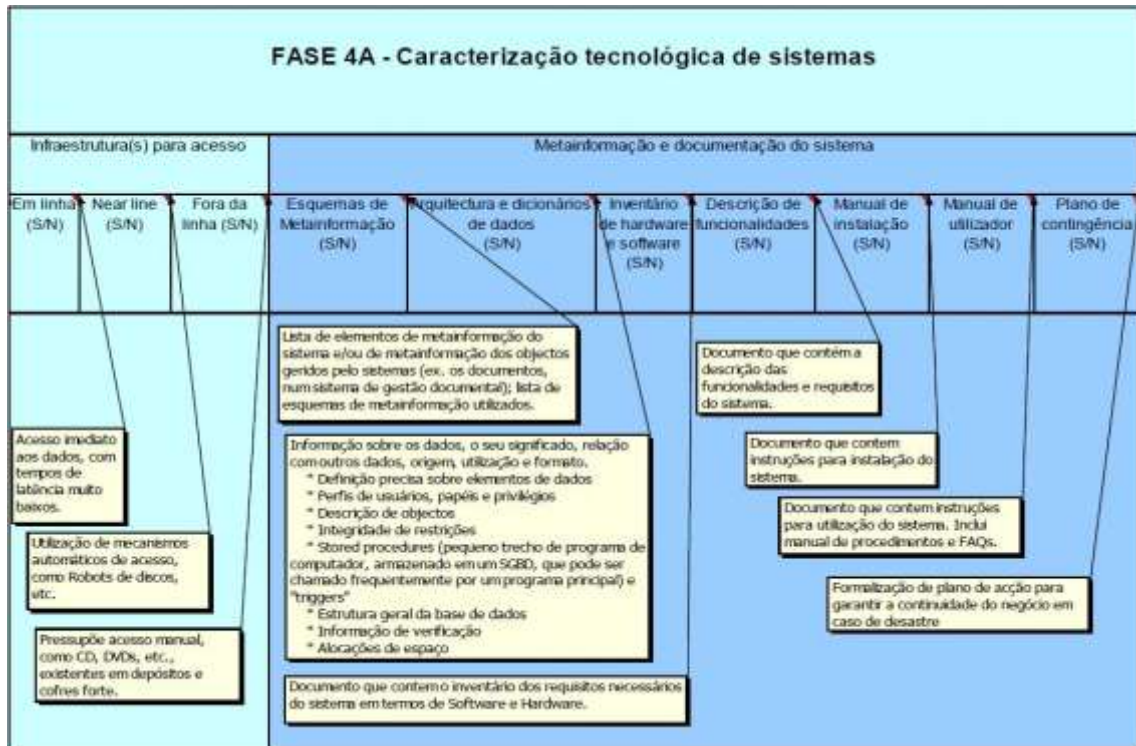 FASE 4A - Caracterização tecnológica de sistemas
Infraestrutura(s) para acesso
Metainformação e documentação do sistema
Em linha
(S/N)
Near line
(S/N)
Fora da
linha (S/N)
Esquemas de
Metainformação
(S/N)
Arquitectura e dicionários
de dados
(S/N)
Inventário
de hardware
e software
(S/N)
Descrição de
funcionalidades
(S/N)
Manual de
instalação
(S/N)
Manual de
utilizador
(S/N)
Plano de
contingência
(S/N)
Acesso imediato
aos dados, com
tempos de
latência muito
baixos.
Utilização de mecanismos
automáticos de acesso,
como Robots de discos,
etc.
Pressupõe acesso manual,
como CD, DVDs, etc.,
existentes em depósitos e
cofres forte.
Lista de elementos de metainformação do
sistema e/ou de metainformação dos objectos
geridos pelo sistemas (ex. os documentos,
num sistema de gestão documental); lista de
esquemas de metainformação utilizados.
Informação sobre os dados, o seu significado, relação
com outros dados, origem, utilização e formato.
* Definição precisa sobre elementos de dados
* Perfis de usuários, papéis e privilégios
* Descrição de objectos
* Integridade de restrições
* Stored procedures (pequeno trecho de programa de
computador, armazenado em um SGBD, que pode ser
chamado frequentemente por um programa principal) e
"triggers"
* Estrutura geral da base de dados
* Informação de verificação
* Alocações de espaço
Documento que contem o inventário dos requisitos necessários
do sistema em termos de Software e Hardware.
Documento que contém a
descrição das
funcionalidades e requisitos
do sistema.
Documento que contem
instruções para instalação do
sistema.
Documento que contem instruções
para utilização do sistema. Inclui
manual de procedimentos e FAQs.
Formalização de plano de acção para
garantir a continuidade do negócio em
caso de desastre